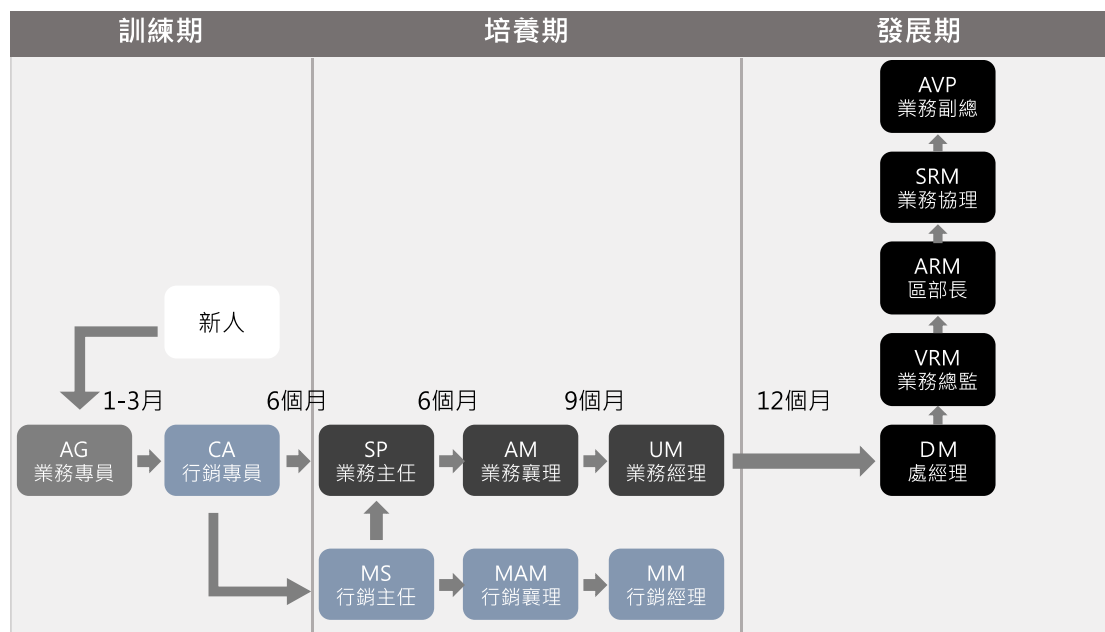 訓練期
培養期
發展期
AVP
業務副總
SRM
業務協理
ARM
區部長
新人
VRM
業務總監
1-3月
6個月
6個月
9個月
12個月
AG
業務專員
CA
行銷專員
SP
業務主任
AM
業務襄理
UM
業務經理
DM
處經理
MS
行銷主任
MAM
行銷襄理
MM
行銷經理